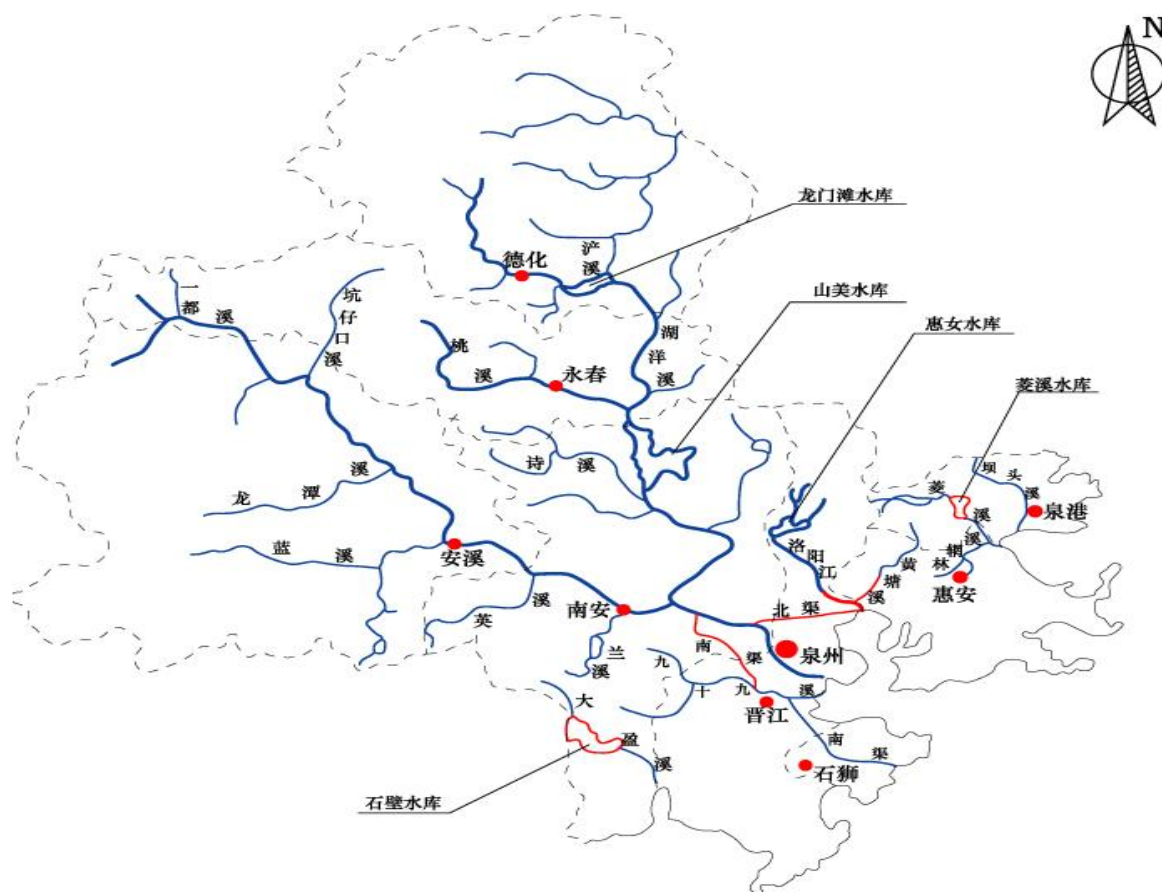 N
龙门滩水库
浐溪
德化
山美水库
一都溪
坑仔口溪
湖洋溪
惠女水库
桃溪
永春
菱溪水库
诗溪
坝头溪
菱溪
泉港
龙潭溪
洛阳江
黄塘溪
林辋溪
蓝溪
安溪
惠安
英溪
南安
北渠
兰溪
南渠
泉州
九十九溪
晋江
大盈溪
南渠
石狮
石壁水库